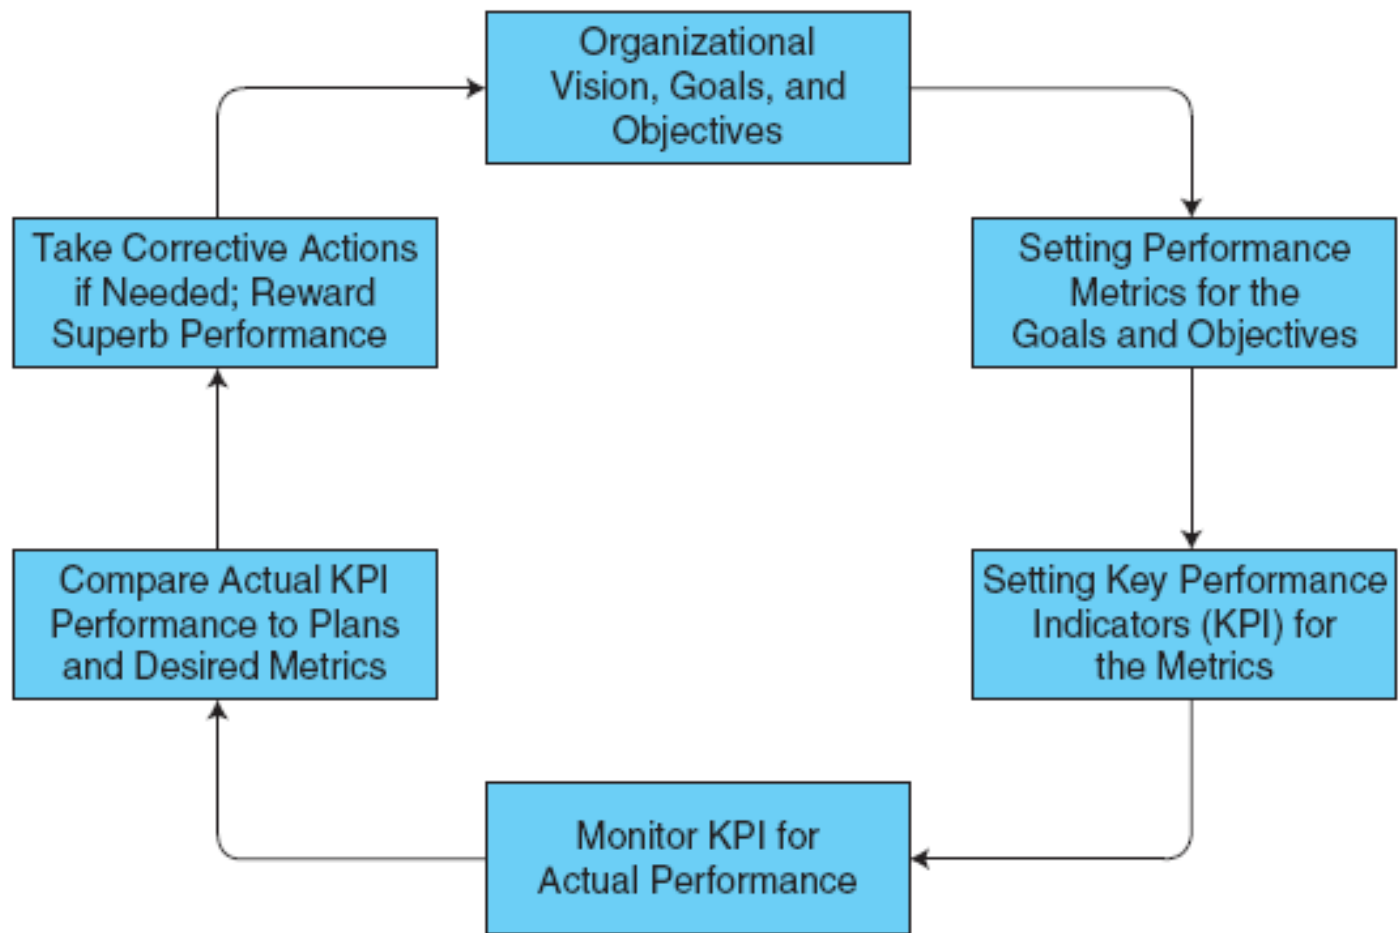 Organizational
Vision, Goals, and
Objectives
Setting Performance
Metrics for the
Goals and Objectives
Setting Key Performance
Indicators (KPI) for
the Metrics
Monitor KPI for
Actual Performance
Compare Actual KPI
Performance to Plans
and Desired Metrics
Take Corrective Actions
if Needed; Reward
Superb Performance